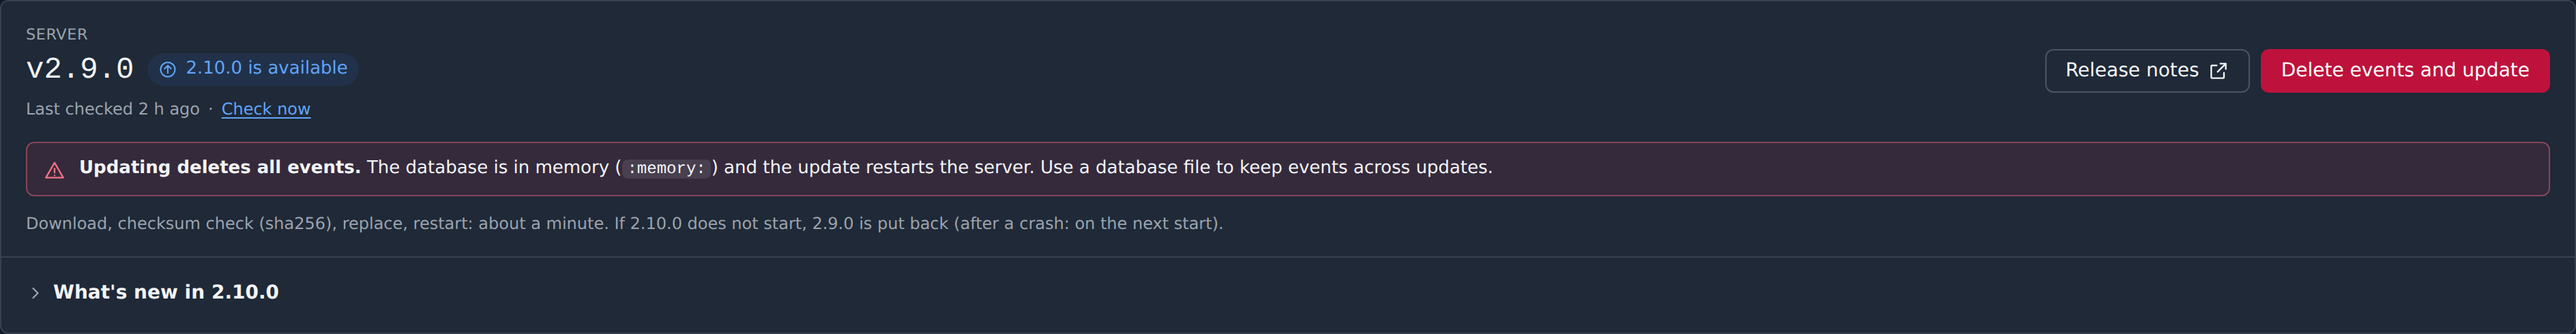 SERVER
v2.9.0 2.10.0 is available Release notes Delete events and update
Last checked 2 h ago · Check now
Updating deletes all events. The database is in memory (:memory:) and the update restarts the server. Use a database file to keep events across updates.
Download, checksum check (sha256), replace, restart: about a minute. If 2.10.0 does not start, 2.9.0 is put back (after a crash: on the next start).
What's new in 2.10.0